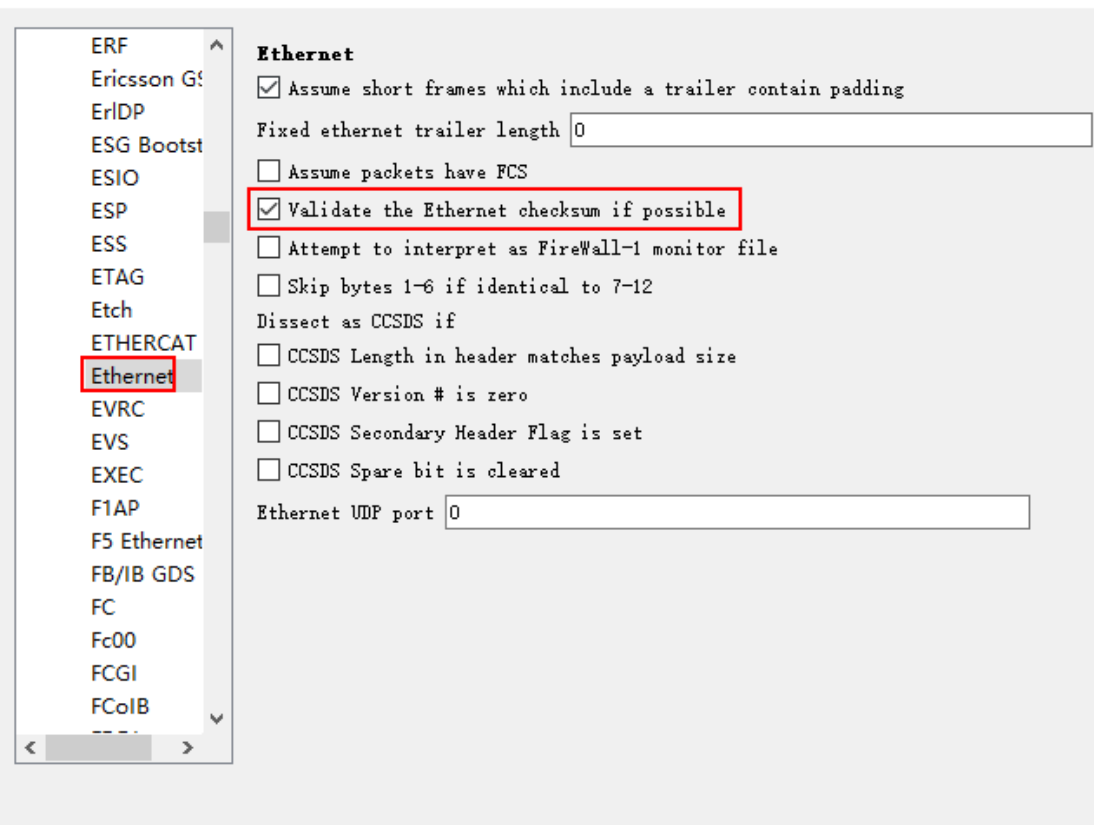 ERF
Ericsson GS
ErlDP
ESG Bootst
ESIO
ESP
ESS
ETAG
Etch
ETHERCAT
Ethernet
EVRC
EVS
EXEC
F1AP
F5 Ethernet
FB/IB GDS
FC
Fc00
FCGI
FCoIB
Ethernet
Assume short frames which include a trailer contain padding
Fixed ethernet trailer length 0
Assume packets have FCS
Validate the Ethernet checksum if possible
Attempt to interpret as FireWall-1 monitor file
Skip bytes 1-6 if identical to 7-12
Dissect as CCSDS if
CCSDS Length in header matches payload size
CCSDS Version # is zero
CCSDS Secondary Header Flag is set
CCSDS Spare bit is cleared
Ethernet UDP port 0